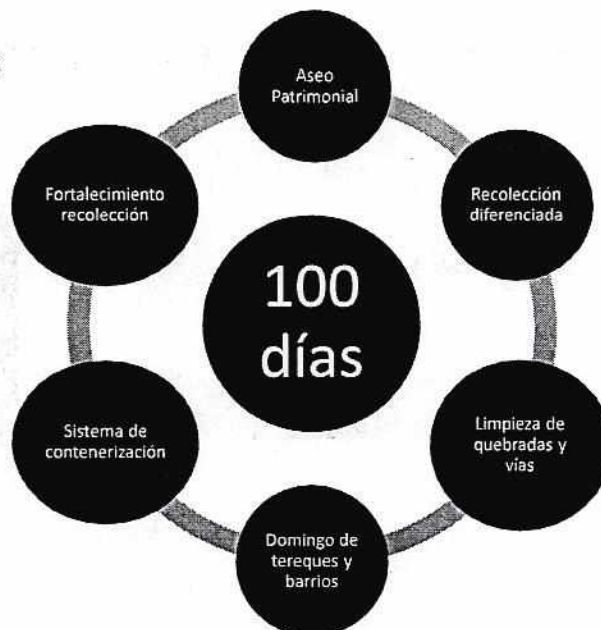 Aseo
Patrimonial
Recolección
diferenciada
Limpieza de
quebradas y
vías
Domingo de
tereques y
barrios
Sistema de
contenerización
Fortalecimiento
recolección
100
días